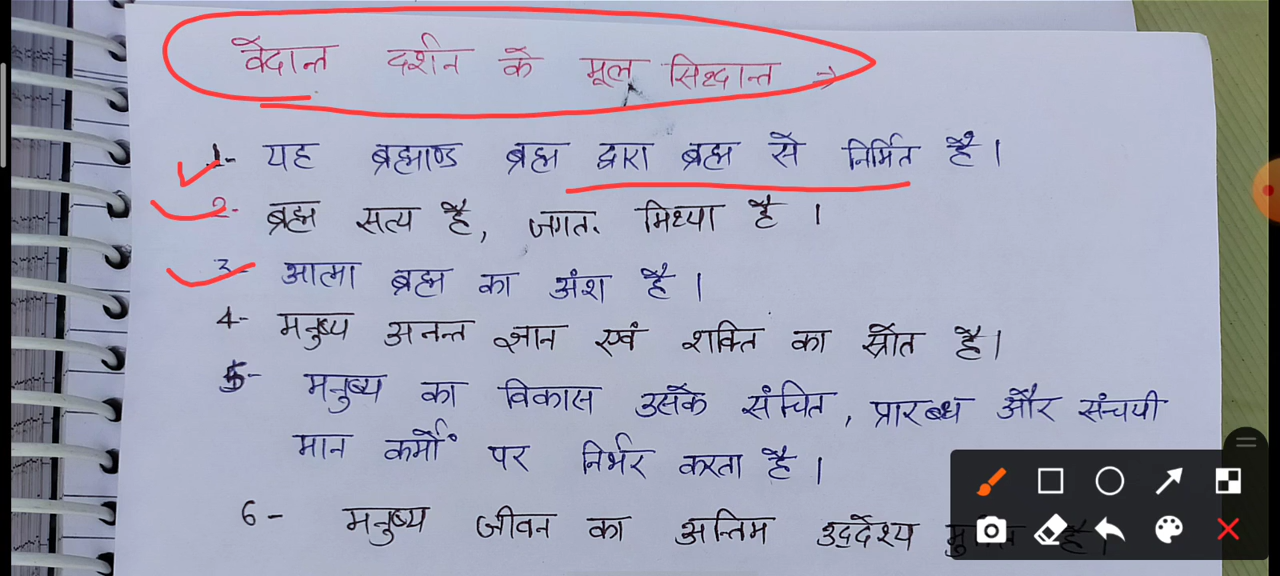 वेदान्त दर्शन के मूल सिध्दान्त →
1- यह ब्रह्माण्ड ब्रह्म द्वारा ब्रह्म से निर्मित है।
2- ब्रह्म सत्य है, जगत. मिथ्या है ।
3- आत्मा ब्रह्म का अंश है।
4- मनुष्य अनन्त ज्ञान एवं शक्ति का स्रोत है।
5- मनुष्य का विकास उसके संचित, प्रारब्ध और संचयी
मान कर्मों पर निर्भर करता है ।
6- मनुष्य जीवन का अन्तिम उद्देश्य है।